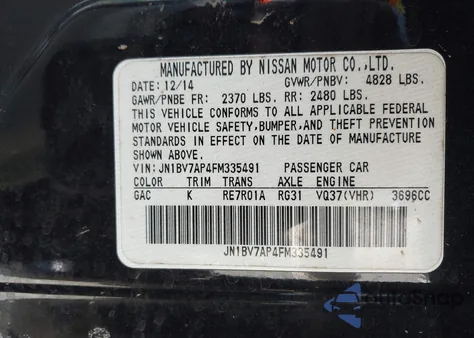 MANUFACTURED BY NISSAN MOTOR CO.,LTD.
DATE: 12/14 GVWR/PNBV: 4828 LBS.
GAWR/PNBE FR: 2370 LBS. RR: 2480 LBS.
THIS VEHICLE CONFORMS TO ALL APPLICABLE FEDERAL
MOTOR VEHICLE SAFETY,BUMPER,AND THEFT PREVENTION
STANDARDS IN EFFECT ON THE DATE OF MANUFACTURE
SHOWN ABOVE.
VIN: JN1BV7AP4FM335491 PASSENGER CAR
COLOR TRIM TRANS AXLE ENGINE
GAC K RE7R01A RG31 VQ37(VHR) 3696CC
JN1BV7AP4FM335491
AutoSnap